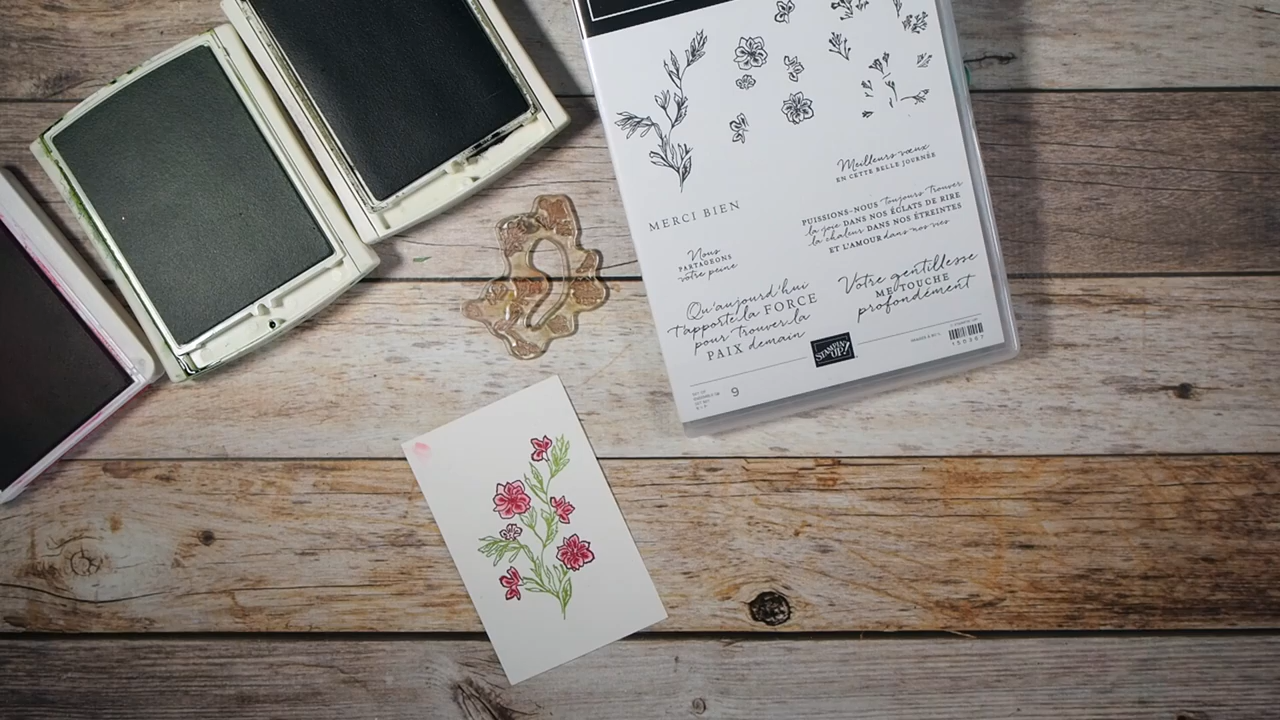 Meilleurs vœux
EN CETTE BELLE JOURNÉE
MERCI BIEN
PUISSIONS-NOUS toujours trouver
la joie DANS NOS ÉCLATS DE RIRE
la chaleur DANS NOS ÉTREINTES
ET L'AMOUR dans nos vies
Nous
PARTAGEONS
votre peine
Votre gentillesse
ME TOUCHE
profondément
Qu'aujourd'hui
t'apporte la FORCE
pour trouver la
PAIX demain
STAMPIN' UP!
150367
9